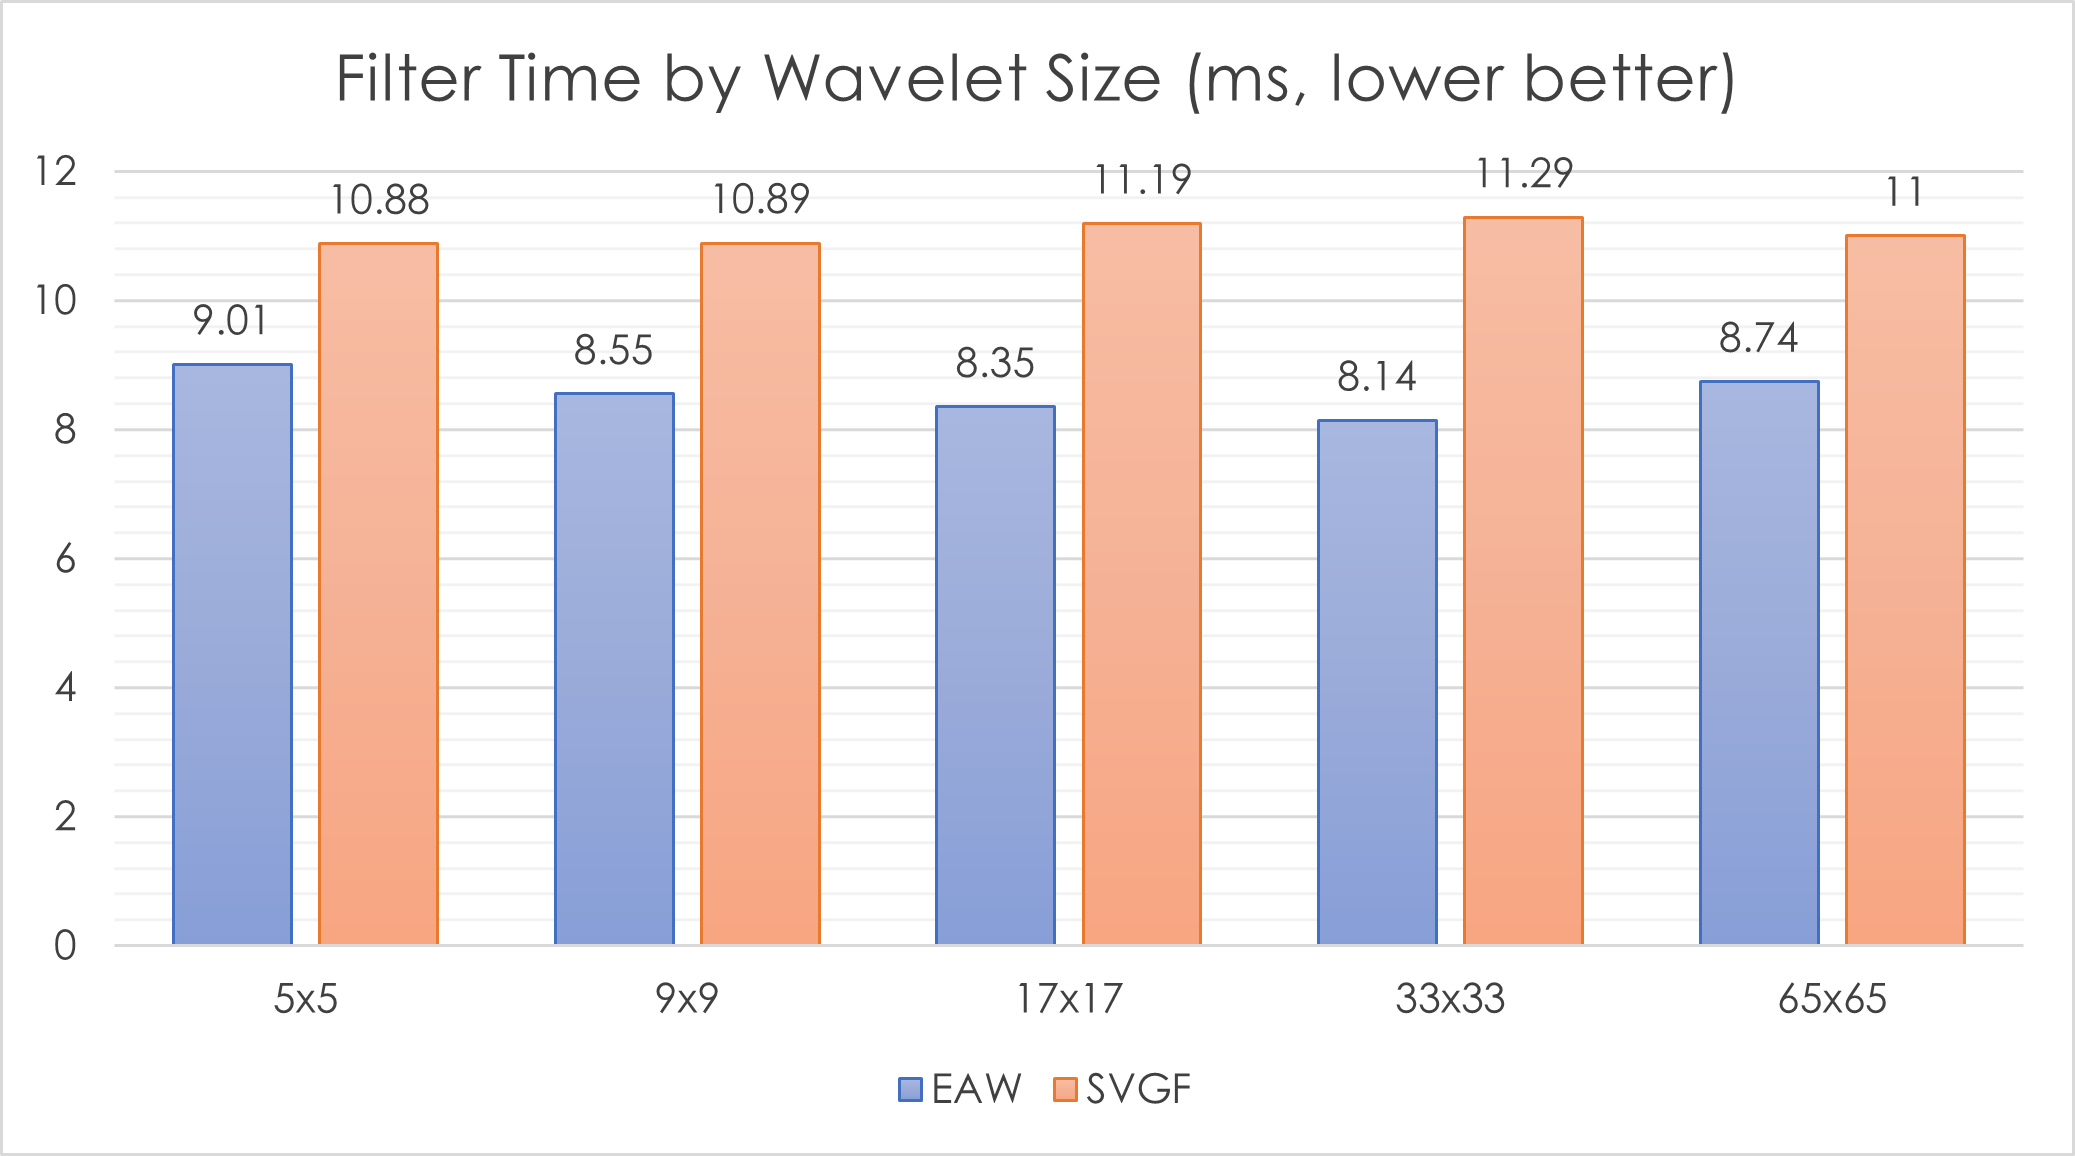 Filter Time by Wavelet Size (ms, lower better)
12
10
8
6
4
2
0
9.01
10.88
8.55
10.89
8.35
11.19
8.14
11.29
8.74
11
5x5
9x9
17x17
33x33
65x65
EAW
SVGF